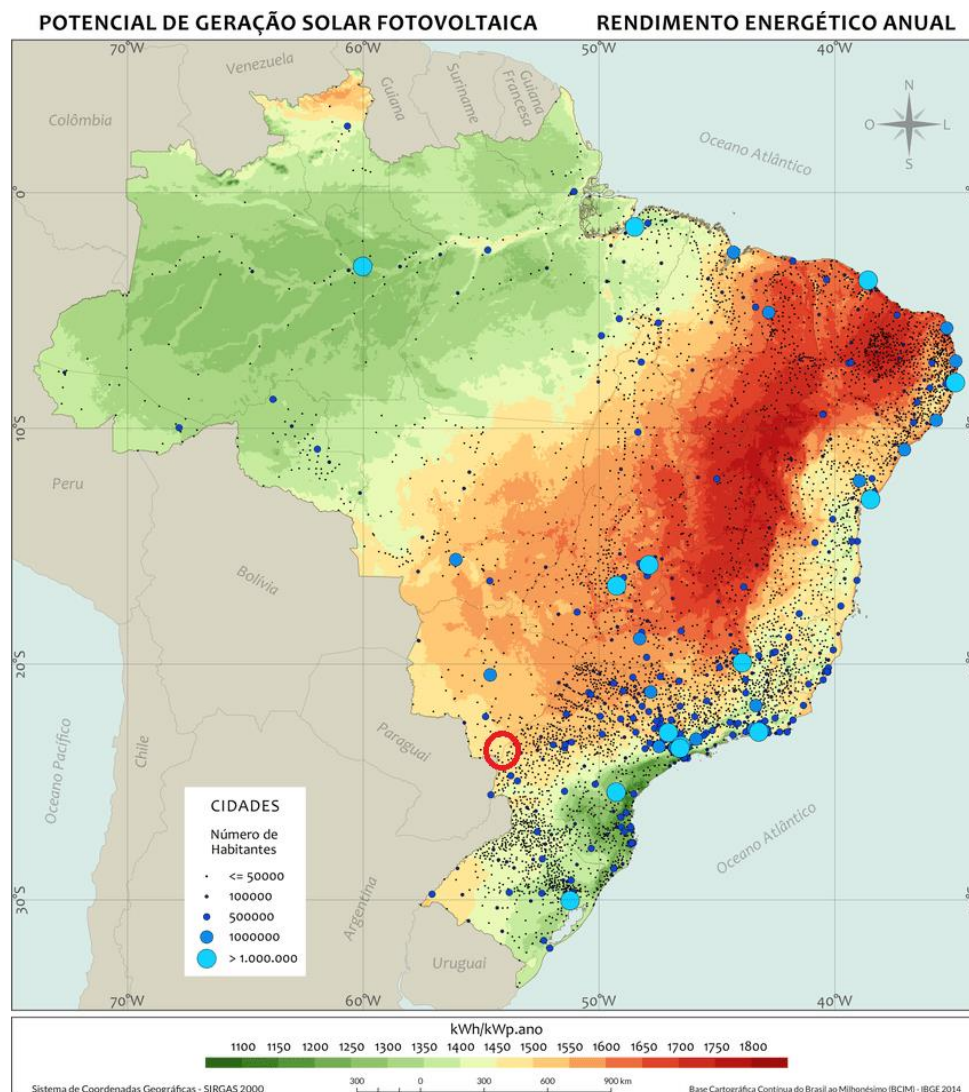 POTENCIAL DE GERAÇÃO SOLAR FOTOVOLTAICA RENDIMENTO ENERGÉTICO ANUAL
70°W 60°W 50°W 40°W
Venezuela
Guiana
Suriname
Guiana
Francesa
Colômbia
N
O L
S
Oceano Atlântico
0°
Peru
10°S
Bolívia
20°S
Oceano Pacífico
Chile
Paraguai
CIDADES
Número de
Habitantes
<= 50000
100000
500000
1000000
> 1.000.000
Oceano Atlântico
30°S
Argentina
Uruguai
70°W 60°W 50°W 40°W
kWh/kWp.ano
1100 1150 1200 1250 1300 1350 1400 1450 1500 1550 1600 1650 1700 1750 1800
300 0 300 600 900 km
Sistema de Coordenadas Geográficas - SIRGAS 2000
Base Cartográfica Contínua do Brasil ao Milhonésimo (BCIM) - IBGE 2014